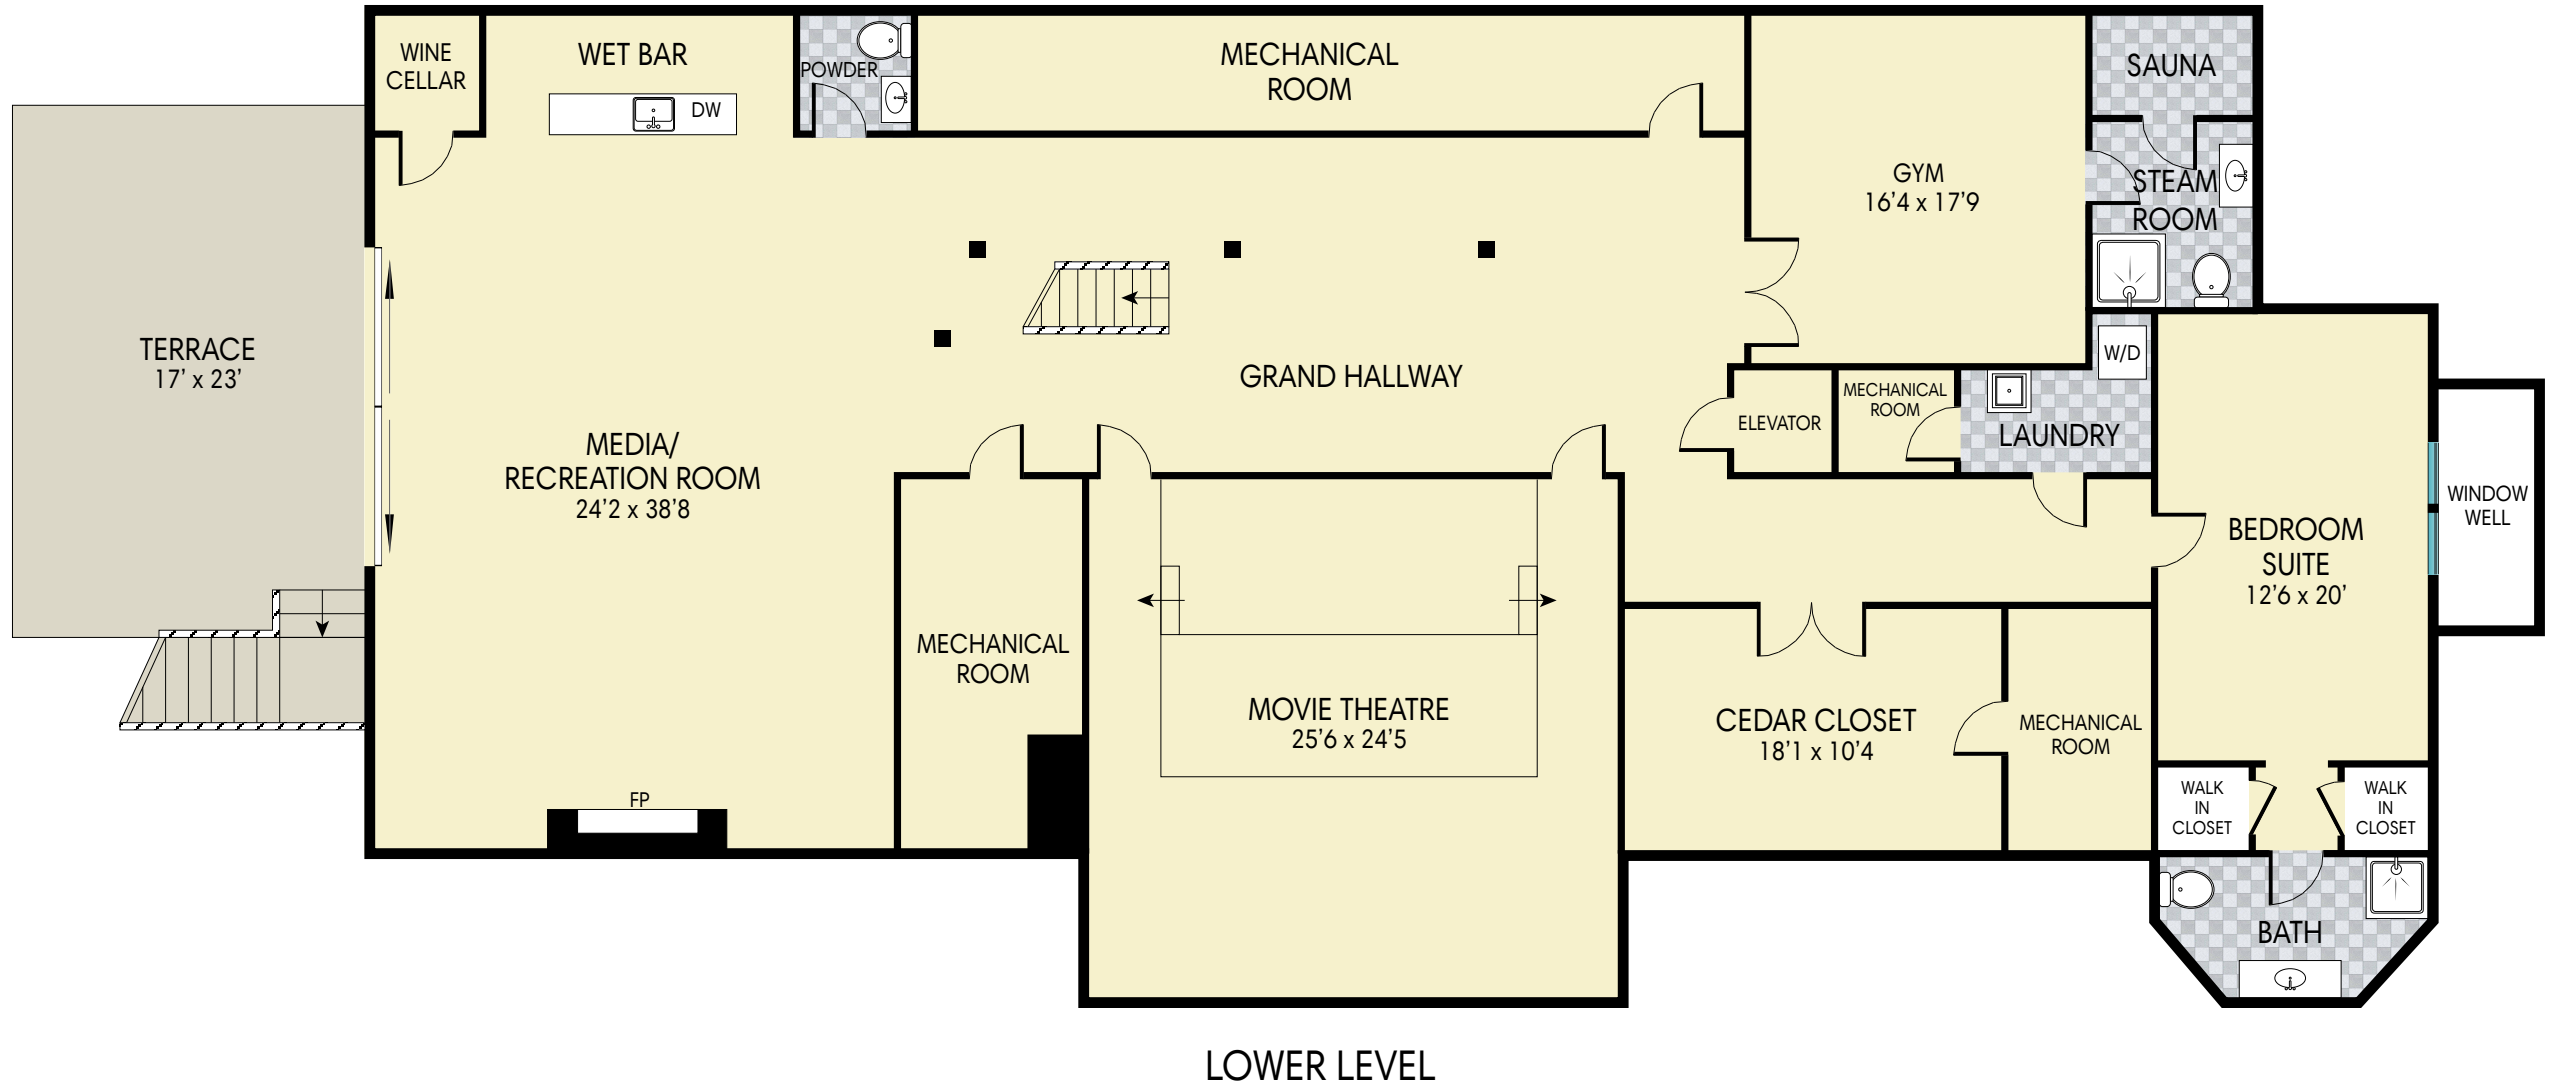 WINE
CELLAR
WET BAR
DW
POWDER
MECHANICAL
ROOM
GYM
16'4 x 17'9
SAUNA
STEAM
ROOM
TERRACE
17' x 23'
MEDIA/
RECREATION ROOM
24'2 x 38'8
GRAND HALLWAY
ELEVATOR
MECHANICAL
ROOM
W/D
LAUNDRY
BEDROOM
SUITE
12'6 x 20'
WINDOW
WELL
MECHANICAL
ROOM
MOVIE THEATRE
25'6 x 24'5
CEDAR CLOSET
18'1 x 10'4
MECHANICAL
ROOM
FP
WALK
IN
CLOSET
WALK
IN
CLOSET
BATH
LOWER LEVEL